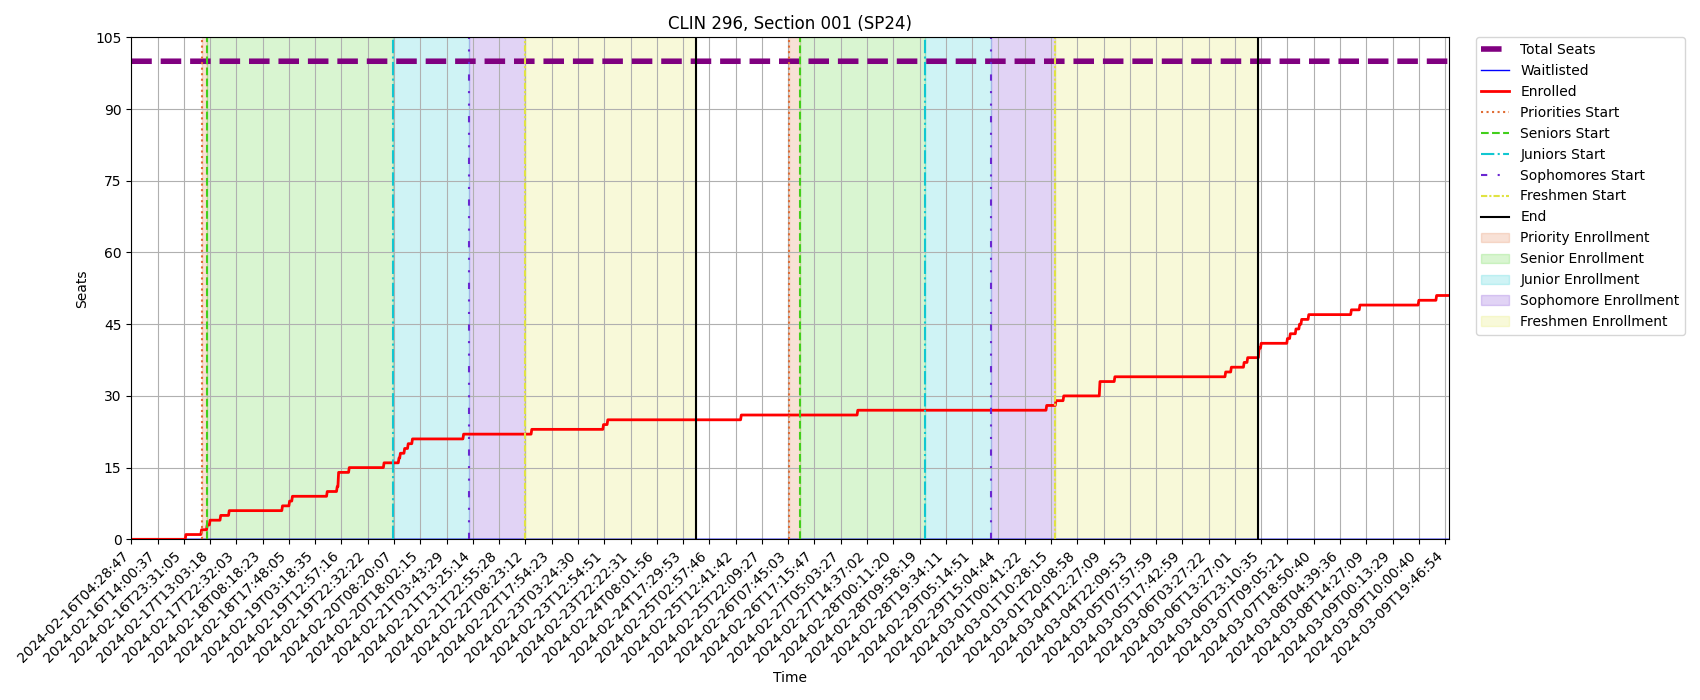 CLIN 296, Section 001 (SP24)
105
90
75
60
45
30
15
0
Seats
2024-02-16T04:28:47
2024-02-16T14:00:37
2024-02-16T23:31:05
2024-02-17T13:03:18
2024-02-17T22:32:03
2024-02-18T08:18:23
2024-02-18T17:48:05
2024-02-19T03:18:35
2024-02-19T12:57:16
2024-02-19T22:32:22
2024-02-20T08:20:07
2024-02-20T18:02:15
2024-02-21T03:43:29
2024-02-21T13:25:14
2024-02-21T22:55:28
2024-02-22T08:23:12
2024-02-22T17:54:23
2024-02-23T03:24:30
2024-02-23T12:54:51
2024-02-23T22:22:31
2024-02-24T08:01:56
2024-02-24T17:29:53
2024-02-25T02:57:46
2024-02-25T12:41:42
2024-02-25T22:09:27
2024-02-26T07:45:03
2024-02-26T17:15:47
2024-02-27T05:03:27
2024-02-27T14:37:02
2024-02-28T00:11:20
2024-02-28T09:58:19
2024-02-28T19:34:11
2024-02-29T05:14:51
2024-02-29T15:04:44
2024-03-01T00:41:22
2024-03-01T10:28:15
2024-03-01T20:08:58
2024-03-04T12:27:09
2024-03-04T22:09:53
2024-03-05T07:57:59
2024-03-05T17:42:59
2024-03-06T03:27:22
2024-03-06T13:27:01
2024-03-06T23:10:35
2024-03-07T09:05:21
2024-03-07T18:50:40
2024-03-08T04:39:36
2024-03-08T14:27:09
2024-03-09T00:13:29
2024-03-09T10:00:40
2024-03-09T19:46:54
Time
Total Seats
Waitlisted
Enrolled
Priorities Start
Seniors Start
Juniors Start
Sophomores Start
Freshmen Start
End
Priority Enrollment
Senior Enrollment
Junior Enrollment
Sophomore Enrollment
Freshmen Enrollment